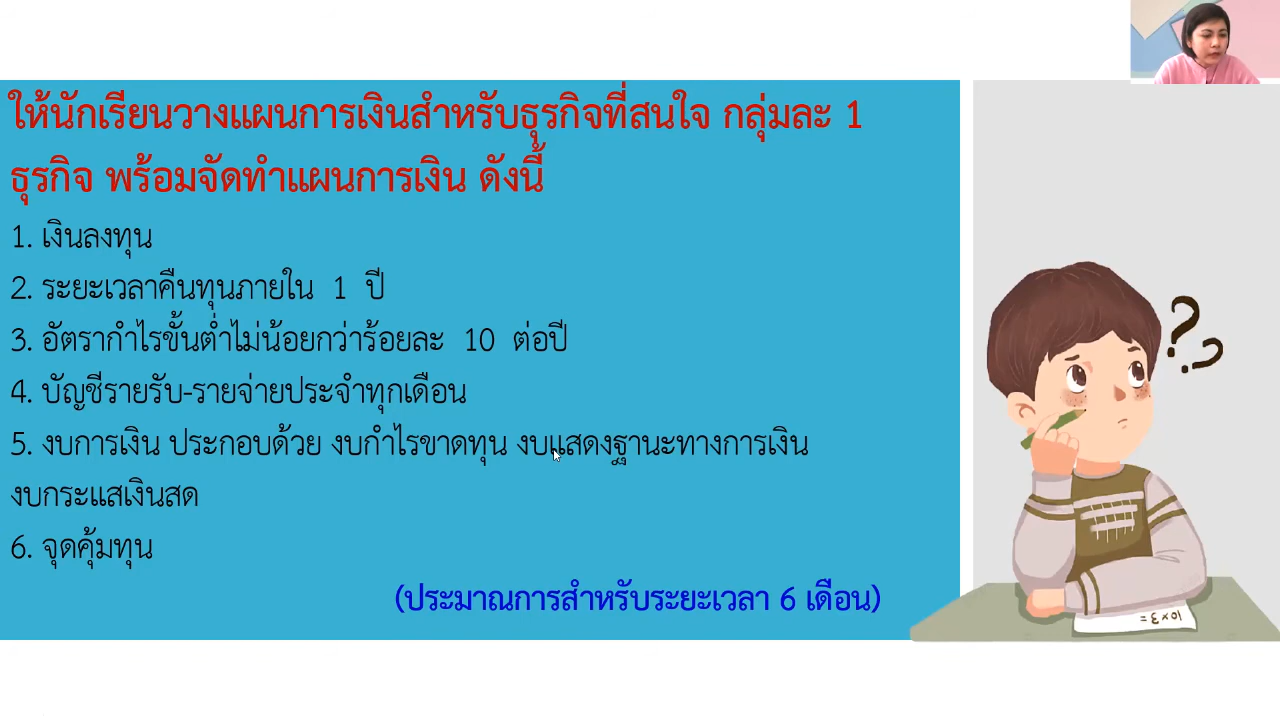 ให้นักเรียนวางแผนการเงินสำหรับธุรกิจที่สนใจ กลุ่มละ 1
ธุรกิจ พร้อมจัดทำแผนการเงิน ดังนี้
1. เงินลงทุน
2. ระยะเวลาคืนทุนภายใน 1 ปี
3. อัตรากำไรขั้นต่ำไม่น้อยกว่าร้อยละ 10 ต่อปี
4. บัญชีรายรับ-รายจ่ายประจำทุกเดือน
5. งบการเงิน ประกอบด้วย งบกำไรขาดทุน งบแสดงฐานะทางการเงิน
งบกระแสเงินสด
6. จุดคุ้มทุน
(ประมาณการสำหรับระยะเวลา 6 เดือน)
??
10×3=